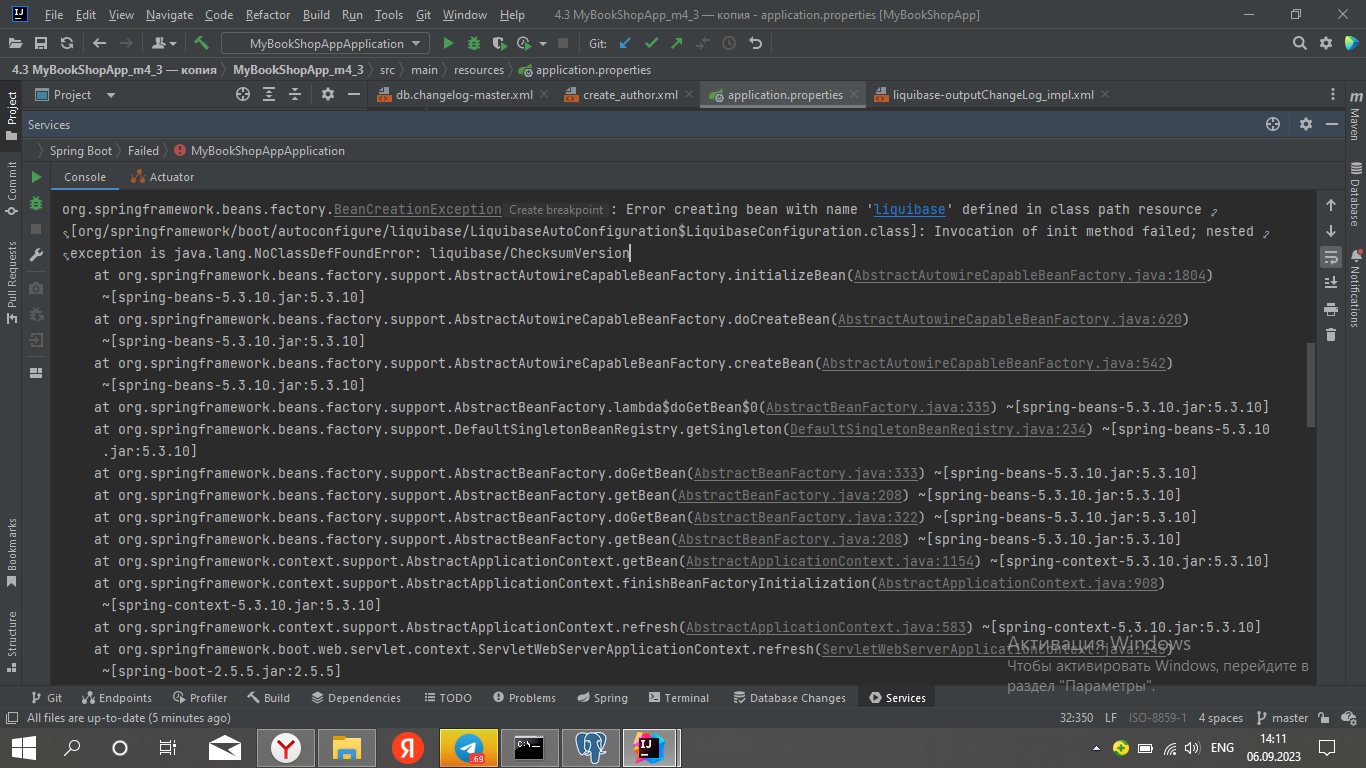 File Edit View Navigate Code Refactor Build Run Tools Git Window Help 4.3 MyBookShopApp_m4_3 — копия - application.properties [MyBookShopApp]
MyBookShopAppApplication Git:
4.3 MyBookShopApp_m4_3 — копия MyBookShopApp_m4_3 src main resources application.properties
Project db.changelog-master.xml create_author.xml application.properties liquibase-outputChangeLog_impl.xml
Services
Spring Boot Failed MyBookShopAppApplication
Console Actuator
org.springframework.beans.factory.BeanCreationException Create breakpoint : Error creating bean with name 'liquibase' defined in class path resource
[org/springframework/boot/autoconfigure/liquibase/LiquibaseAutoConfiguration$LiquibaseConfiguration.class]: Invocation of init method failed; nested
exception is java.lang.NoClassDefFoundError: liquibase/ChecksumVersion
at org.springframework.beans.factory.support.AbstractAutowireCapableBeanFactory.initializeBean(AbstractAutowireCapableBeanFactory.java:1804)
~[spring-beans-5.3.10.jar:5.3.10]
at org.springframework.beans.factory.support.AbstractAutowireCapableBeanFactory.doCreateBean(AbstractAutowireCapableBeanFactory.java:620)
~[spring-beans-5.3.10.jar:5.3.10]
at org.springframework.beans.factory.support.AbstractAutowireCapableBeanFactory.createBean(AbstractAutowireCapableBeanFactory.java:542)
~[spring-beans-5.3.10.jar:5.3.10]
at org.springframework.beans.factory.support.AbstractBeanFactory.lambda$doGetBean$0(AbstractBeanFactory.java:335) ~[spring-beans-5.3.10.jar:5.3.10]
at org.springframework.beans.factory.support.DefaultSingletonBeanRegistry.getSingleton(DefaultSingletonBeanRegistry.java:234) ~[spring-beans-5.3.10
.jar:5.3.10]
at org.springframework.beans.factory.support.AbstractBeanFactory.doGetBean(AbstractBeanFactory.java:333) ~[spring-beans-5.3.10.jar:5.3.10]
at org.springframework.beans.factory.support.AbstractBeanFactory.getBean(AbstractBeanFactory.java:208) ~[spring-beans-5.3.10.jar:5.3.10]
at org.springframework.beans.factory.support.AbstractBeanFactory.doGetBean(AbstractBeanFactory.java:322) ~[spring-beans-5.3.10.jar:5.3.10]
at org.springframework.beans.factory.support.AbstractBeanFactory.getBean(AbstractBeanFactory.java:208) ~[spring-beans-5.3.10.jar:5.3.10]
at org.springframework.context.support.AbstractApplicationContext.getBean(AbstractApplicationContext.java:1154) ~[spring-context-5.3.10.jar:5.3.10]
at org.springframework.context.support.AbstractApplicationContext.finishBeanFactoryInitialization(AbstractApplicationContext.java:908)
~[spring-context-5.3.10.jar:5.3.10]
at org.springframework.context.support.AbstractApplicationContext.refresh(AbstractApplicationContext.java:583) ~[spring-context-5.3.10.jar:5.3.10]
at org.springframework.boot.web.servlet.context.ServletWebServerApplicationContext.refresh(ServletWebServerApplicationContext.java:145)
~[spring-boot-2.5.5.jar:2.5.5]
Активация Windows
Чтобы активировать Windows, перейдите в
раздел "Параметры".
Project
Commit
Pull Requests
Bookmarks
Structure
Maven
Database
Notifications
Git Endpoints Profiler Build Dependencies TODO Problems Spring Terminal Database Changes Services
All files are up-to-date (5 minutes ago) 32:350 LF ISO-8859-1 4 spaces master
ENG 14:11
06.09.2023